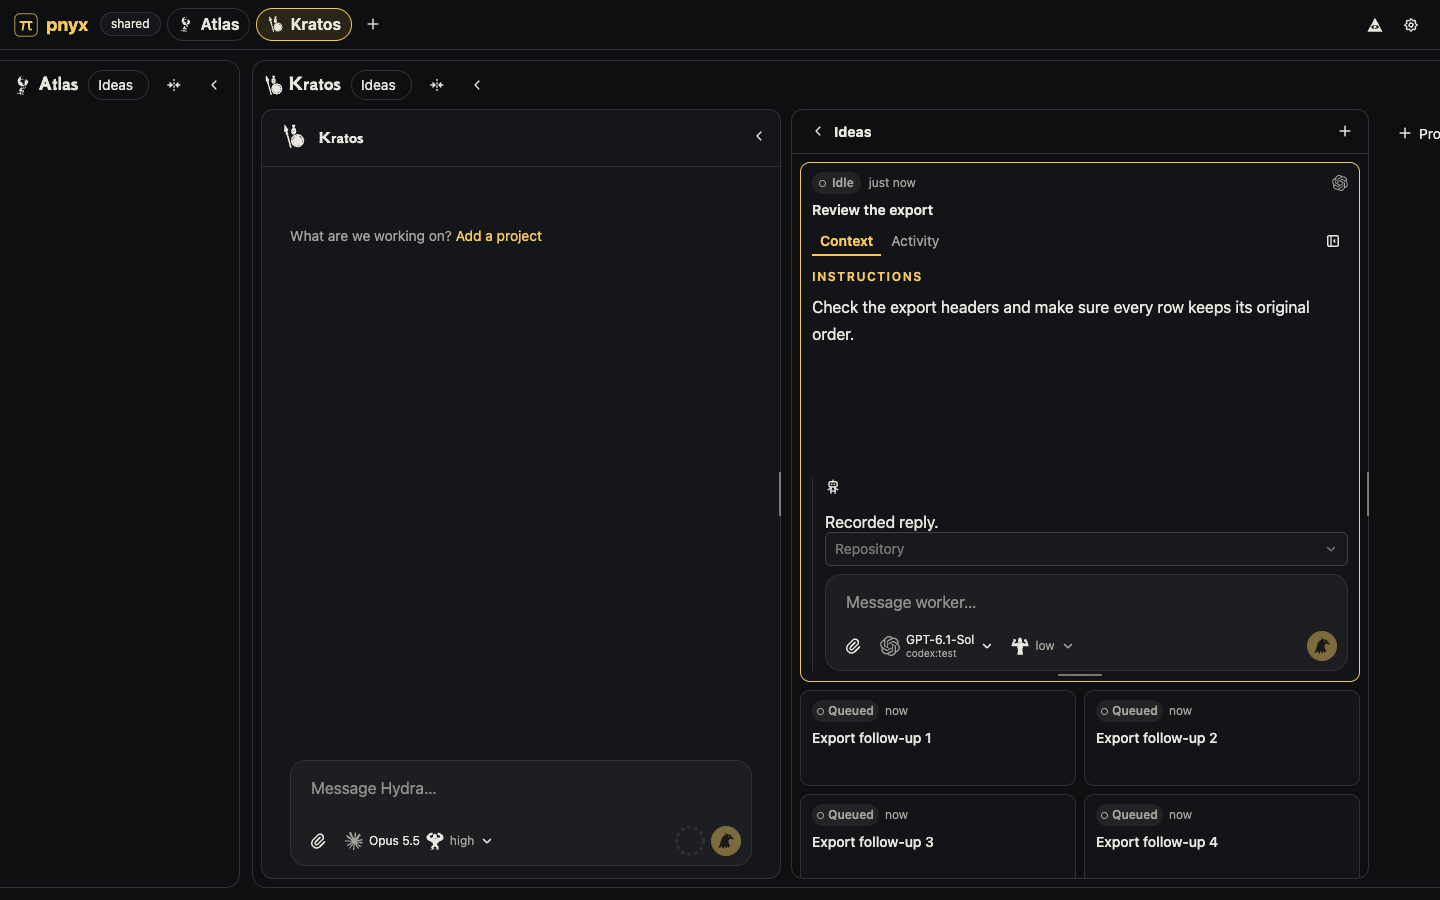 π pnyx shared Atlas Kratos
Atlas Ideas
Kratos Ideas
Kratos
What are we working on? Add a project
Message Hydra...
Opus 5.5 high
Ideas
Idle just now
Review the export
Context Activity
INSTRUCTIONS
Check the export headers and make sure every row keeps its original
order.
Recorded reply.
Repository
Message worker...
GPT-6.1-Sol
codex:test
low
Queued now
Export follow-up 1
Queued now
Export follow-up 2
Queued now
Export follow-up 3
Queued now
Export follow-up 4
+ Pro